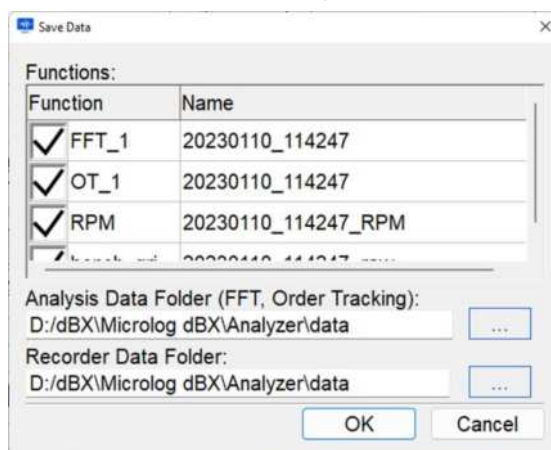 Save Data
Functions:
Function Name
FFT_1 20230110_114247
OT_1 20230110_114247
RPM 20230110_114247_RPM
Analysis Data Folder (FFT, Order Tracking):
D:/dBX\Microlog dBX\Analyzer\data ...
Recorder Data Folder:
D:/dBX\Microlog dBX\Analyzer\data ...
OK Cancel